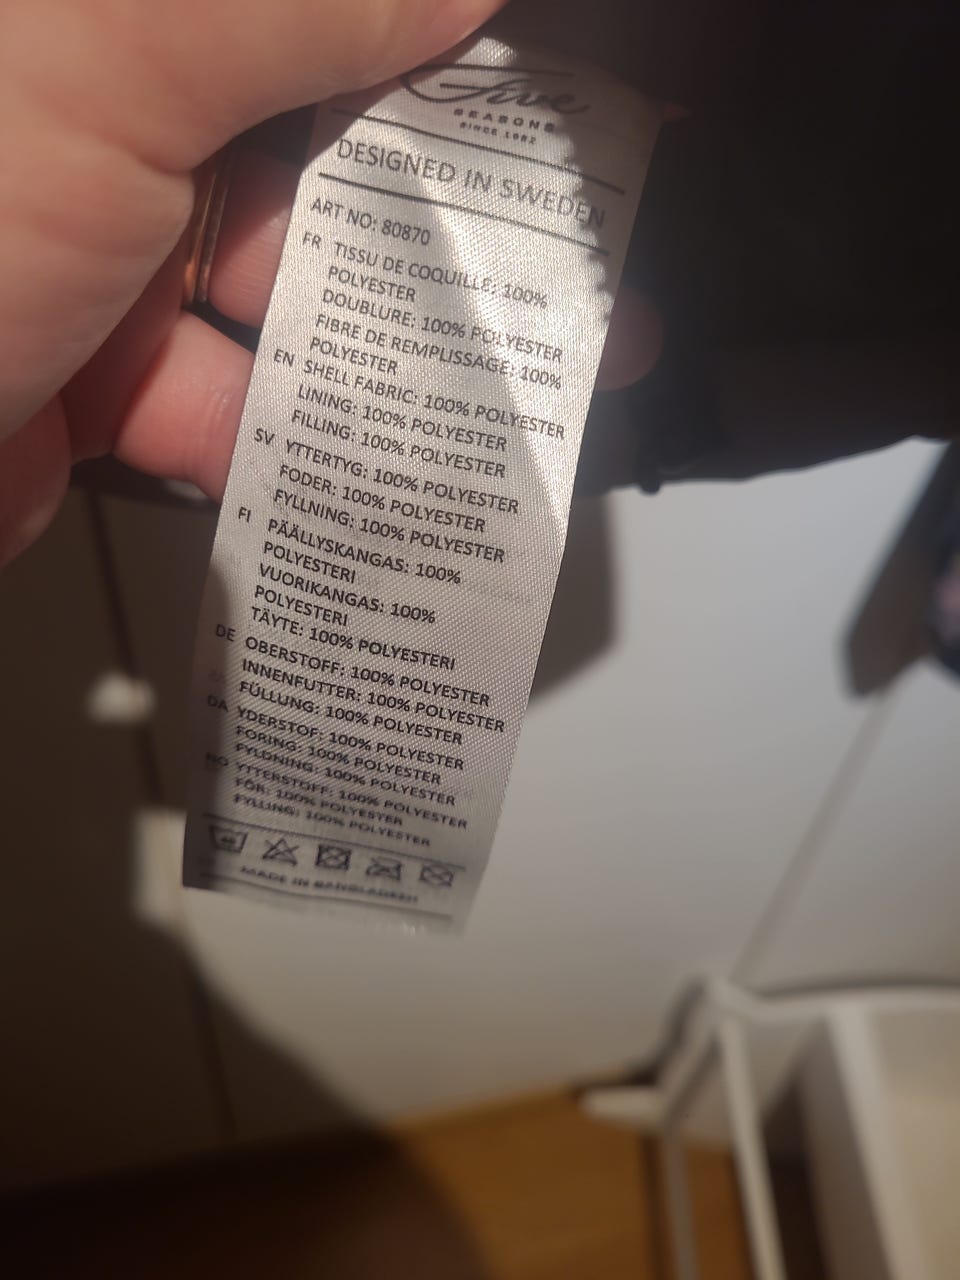 Five
SEASONS
SINCE 1982
DESIGNED IN SWEDEN
ART NO: 80870
FR TISSU DE COQUILLE: 100%
POLYESTER
DOUBLURE: 100% POLYESTER
FIBRE DE REMPLISSAGE: 100%
POLYESTER
EN SHELL FABRIC: 100% POLYESTER
LINING: 100% POLYESTER
FILLING: 100% POLYESTER
SV YTTERTYG: 100% POLYESTER
FODER: 100% POLYESTER
FYLLNING: 100% POLYESTER
FI PÄÄLLYSKANGAS: 100%
POLYESTERI
VUORIKANGAS: 100%
POLYESTERI
TÄYTE: 100% POLYESTERI
DE OBERSTOFF: 100% POLYESTER
INNENFUTTER: 100% POLYESTER
FÜLLUNG: 100% POLYESTER
DA YDERSTOF: 100% POLYESTER
FORING: 100% POLYESTER
FYLDNING: 100% POLYESTER
NO YTTERSTOFF: 100% POLYESTER
FÔR: 100% POLYESTER
FYLLING: 100% POLYESTER
40
MADE IN BANGLADESH